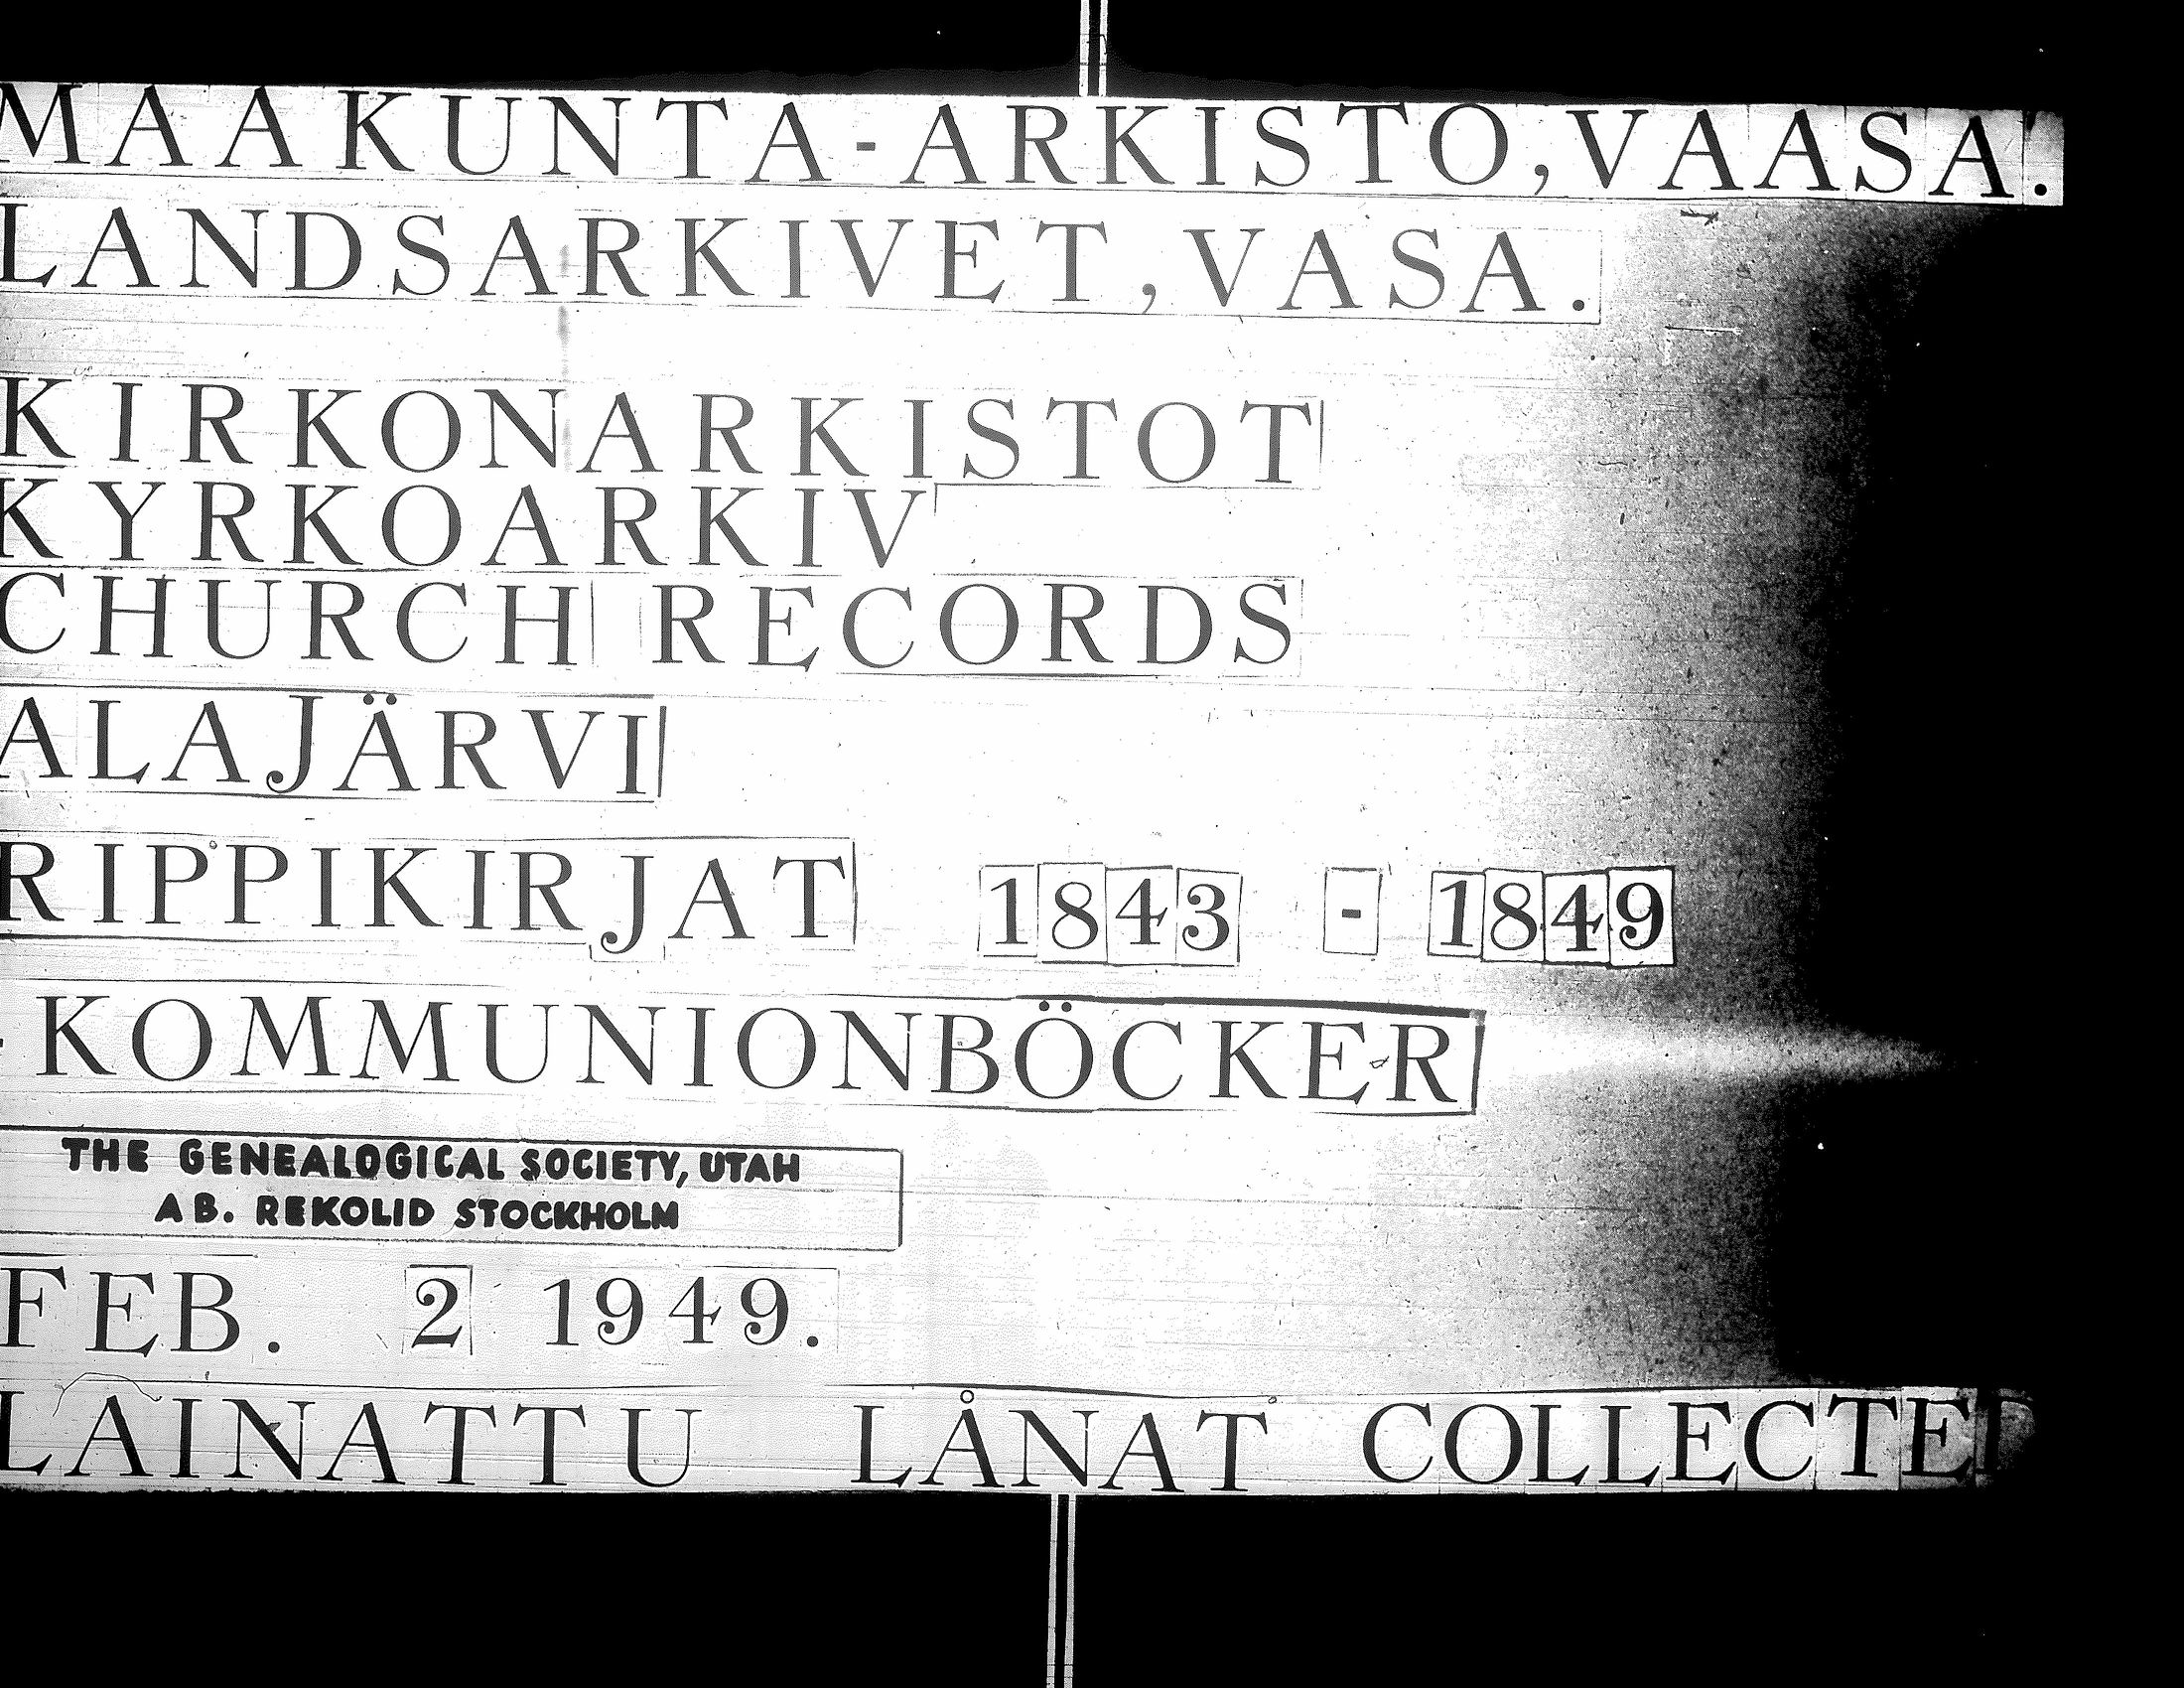 MAAKUNTA-ARKISTO, VAASA.
LANDSARKIVET, VASA.
KIRKONARKISTOT
KYRKOARKIV
CHURCH RECORDS
ALAJÄRVI
RIPPIKIRJAT 1843 - 1849
-KOMMUNIONBÖCKER
THE GENEALOGICAL SOCIETY, UTAH
AB. REKOLID STOCKHOLM
FEB. 2 1949.
LAINATTU LÅNAT COLLECTED